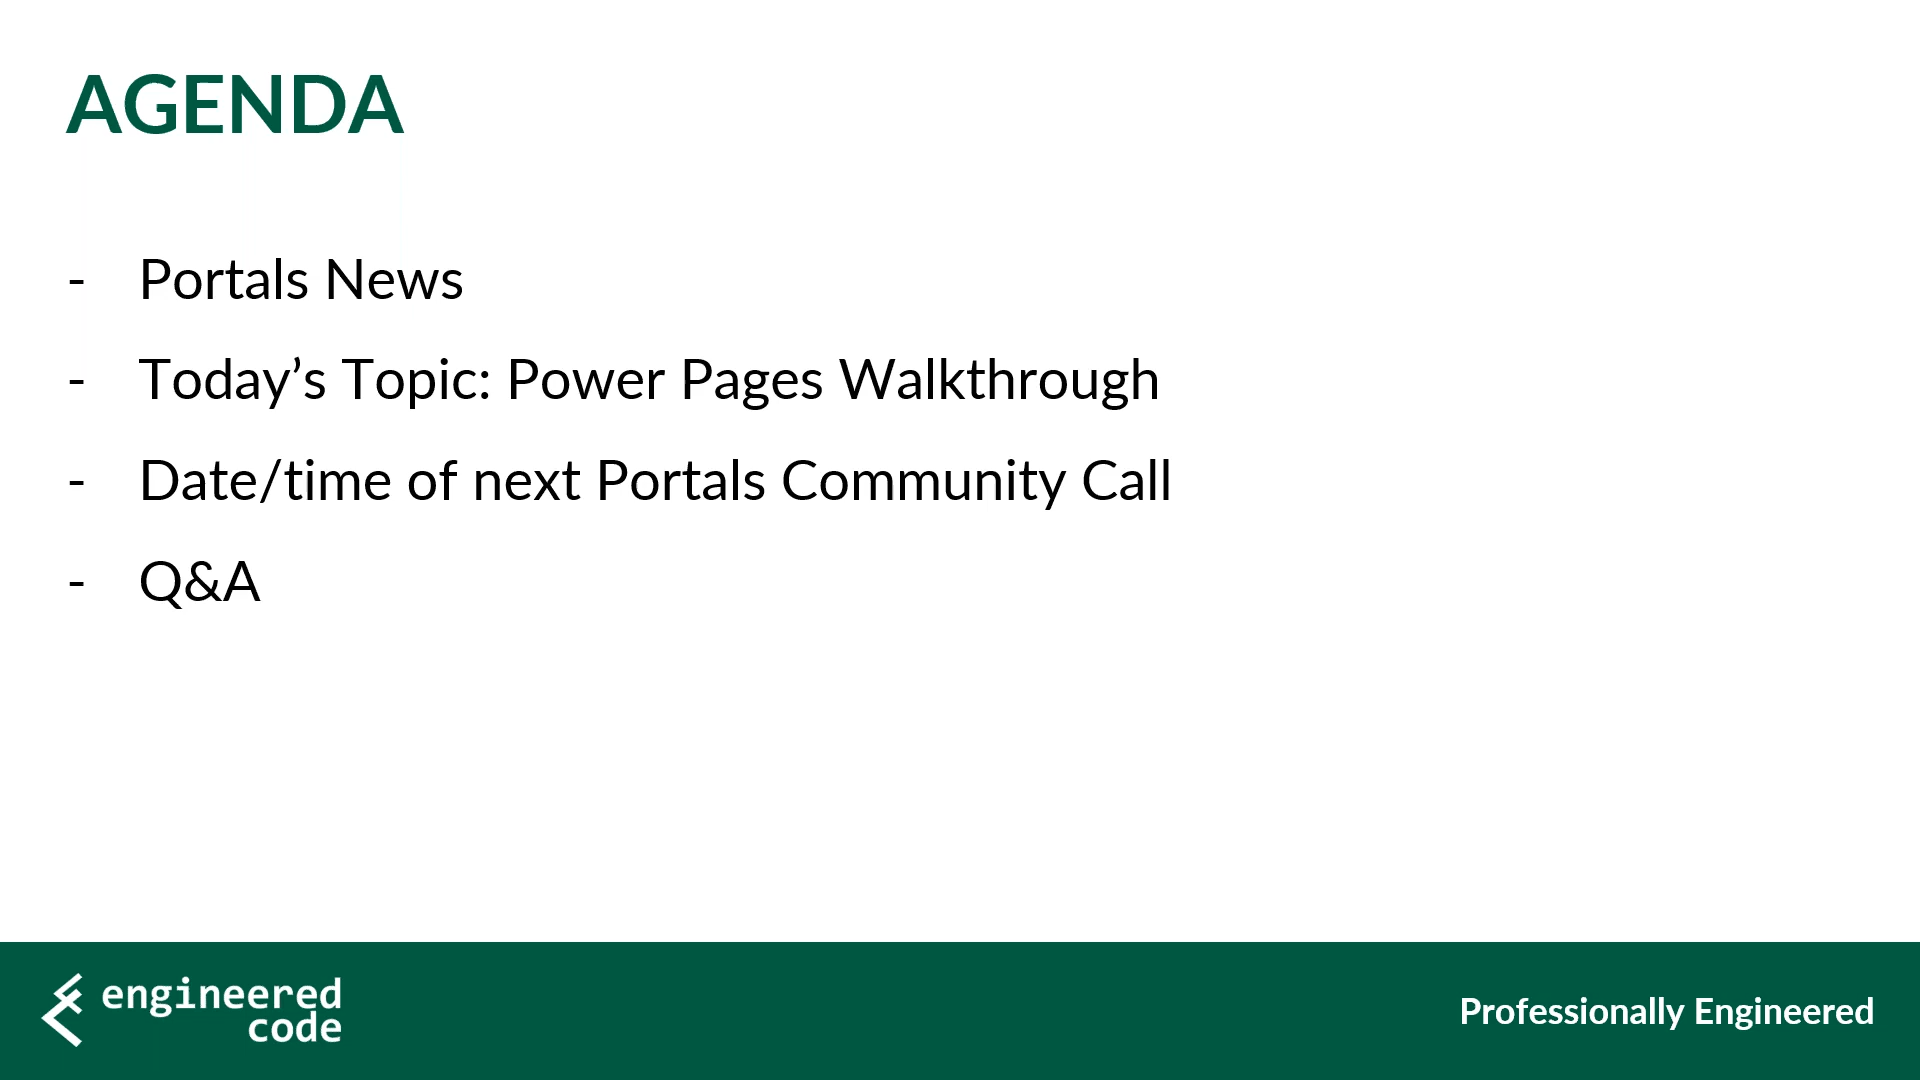 AGENDA
- Portals News
- Today’s Topic: Power Pages Walkthrough
- Date/time of next Portals Community Call
- Q&A
engineered
code
Professionally Engineered